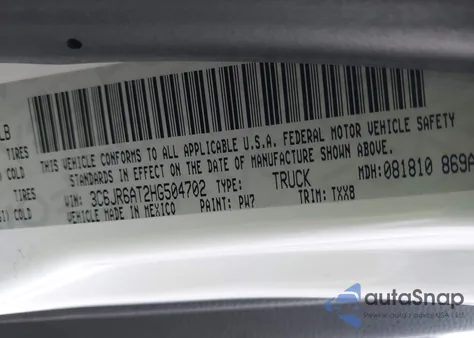 LB
TIRES
COLD
TIRES
SI) COLD
THIS VEHICLE CONFORMS TO ALL APPLICABLE U.S.A. FEDERAL MOTOR VEHICLE SAFETY
STANDARDS IN EFFECT ON THE DATE OF MANUFACTURE SHOWN ABOVE.
VIN: 3C6JR6AT2HG504702 TYPE: TRUCK MDH: 081810 869A
VEHICLE MADE IN MEXICO PAINT: PW7 TRIM: TXX8
autoSnap